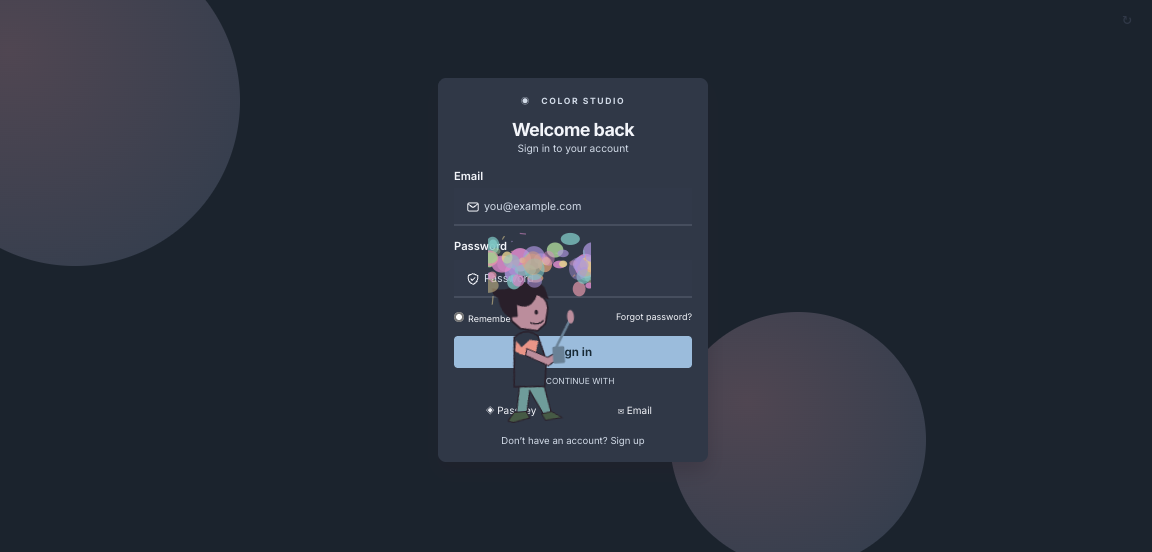 COLOR STUDIO
Welcome back
Sign in to your account
Email
you@example.com
Password
Forgot password?
CONTINUE WITH
Email
Don't have an account? Sign up